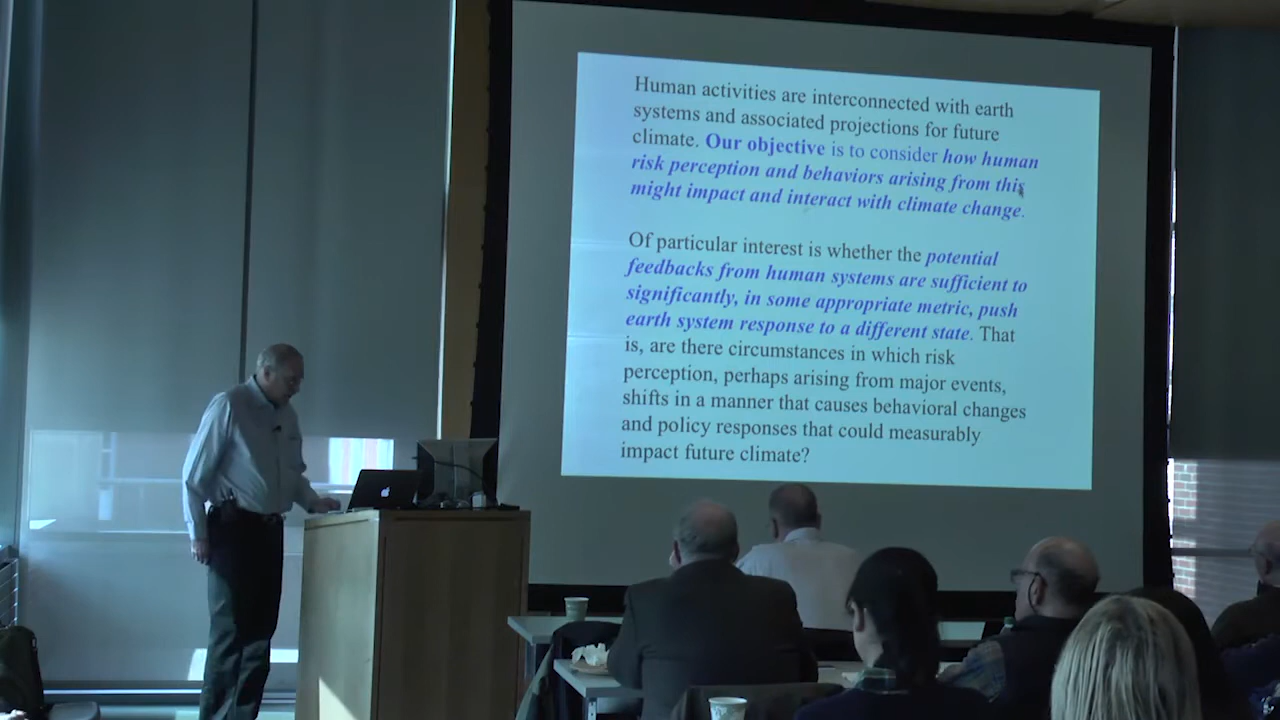 Human activities are interconnected with earth
systems and associated projections for future
climate. Our objective is to consider how human
risk perception and behaviors arising from this
might impact and interact with climate change.
Of particular interest is whether the potential
feedbacks from human systems are sufficient to
significantly, in some appropriate metric, push
earth system response to a different state. That
is, are there circumstances in which risk
perception, perhaps arising from major events,
shifts in a manner that causes behavioral changes
and policy responses that could measurably
impact future climate?